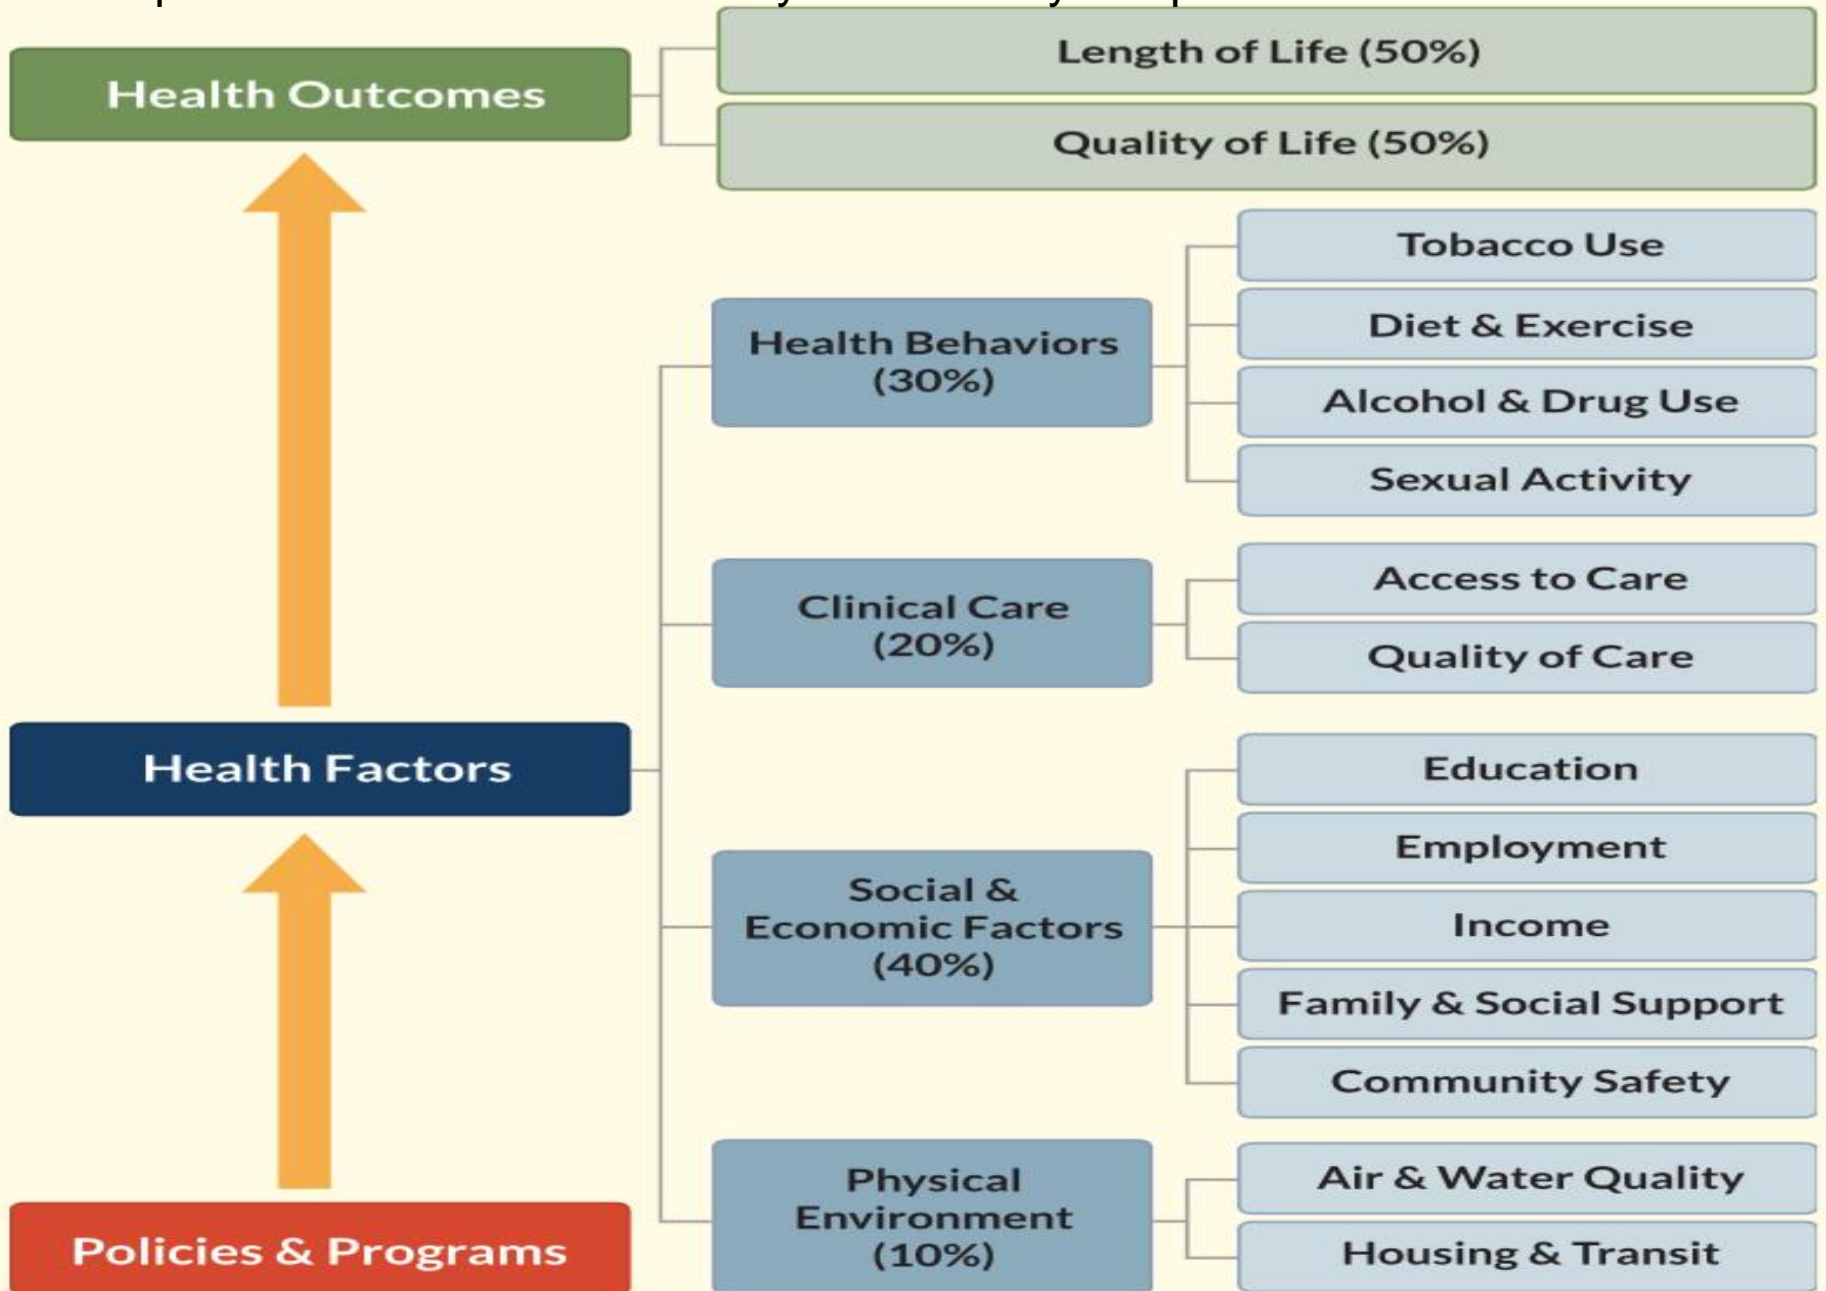 Health Outcomes
Length of Life (50%)
Quality of Life (50%)
Health Behaviors
(30%)
Tobacco Use
Diet & Exercise
Alcohol & Drug Use
Sexual Activity
Clinical Care
(20%)
Access to Care
Quality of Care
Health Factors
Social &
Economic Factors
(40%)
Education
Employment
Income
Family & Social Support
Community Safety
Physical
Environment
(10%)
Air & Water Quality
Housing & Transit
Policies & Programs